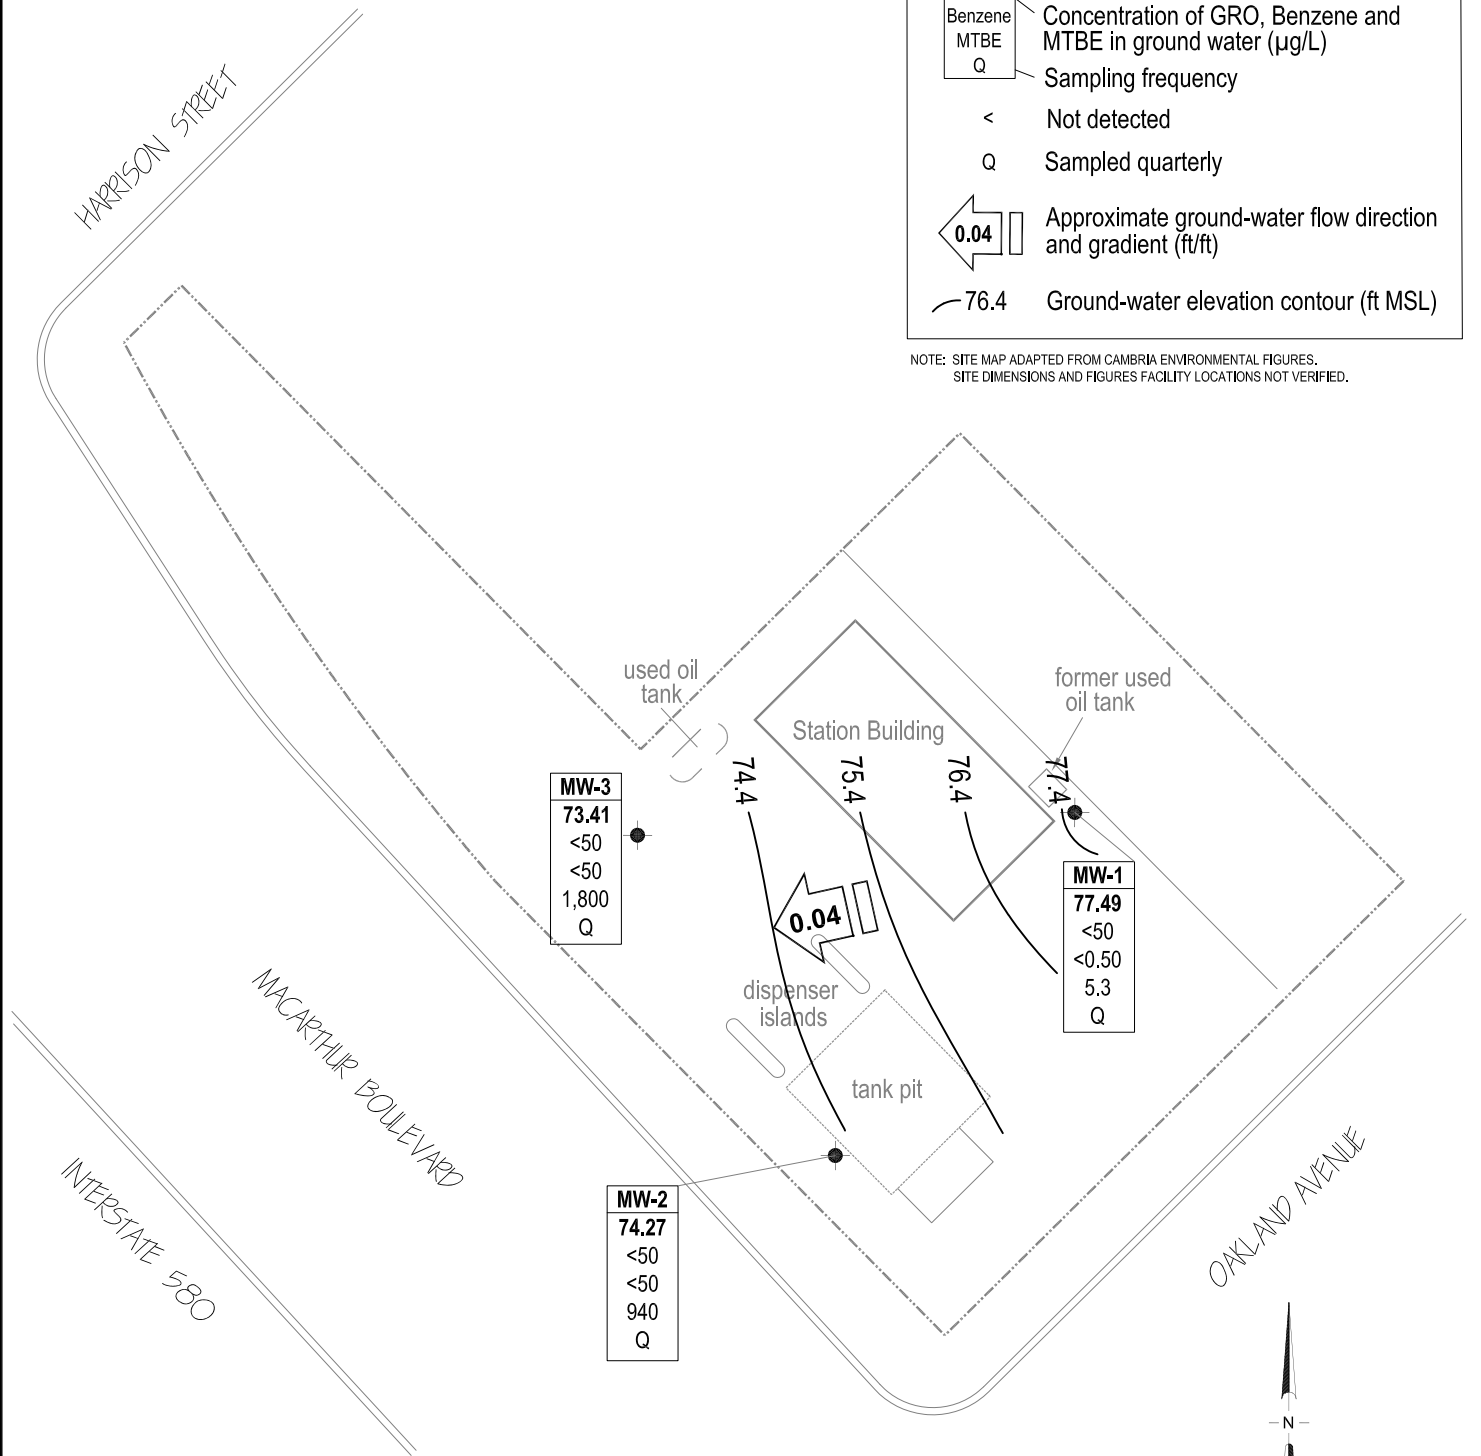 Benzene
MTBE
Q
Concentration of GRO, Benzene and
MTBE in ground water (µg/L)
Sampling frequency
< Not detected
Q Sampled quarterly
0.04
Approximate ground-water flow direction
and gradient (ft/ft)
76.4 Ground-water elevation contour (ft MSL)
NOTE: SITE MAP ADAPTED FROM CAMBRIA ENVIRONMENTAL FIGURES.
SITE DIMENSIONS AND FIGURES FACILITY LOCATIONS NOT VERIFIED.
HARRISON STREET
used oil
tank
Station Building
former used
oil tank
74.4
75.4
76.4
77.4
MW-3
73.41
<50
<50
1,800
Q
0.04
MW-1
77.49
<50
<0.50
5.3
Q
dispenser
islands
tank pit
MACARTHUR BOULEVARD
INTERSTATE 580
MW-2
74.27
<50
<50
940
Q
OAKLAND AVENUE
N